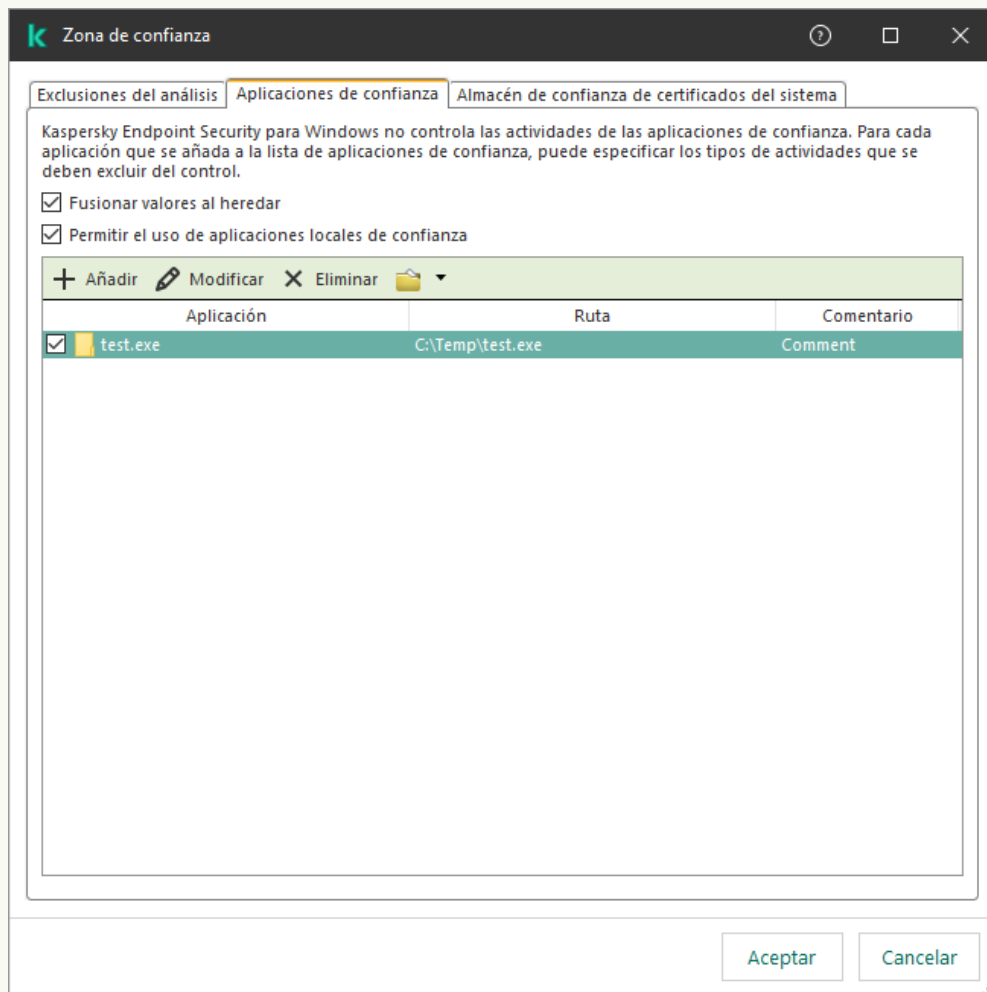 Zona de confianza
Exclusiones del análisis
Aplicaciones de confianza
Almacén de confianza de certificados del sistema
Kaspersky Endpoint Security para Windows no controla las actividades de las aplicaciones de confianza. Para cada
aplicación que se añada a la lista de aplicaciones de confianza, puede especificar los tipos de actividades que se
deben excluir del control.
Fusionar valores al heredar
Permitir el uso de aplicaciones locales de confianza
Añadir Modificar Eliminar
Aplicación Ruta Comentario
test.exe C:\Temp\test.exe Comment
Aceptar Cancelar